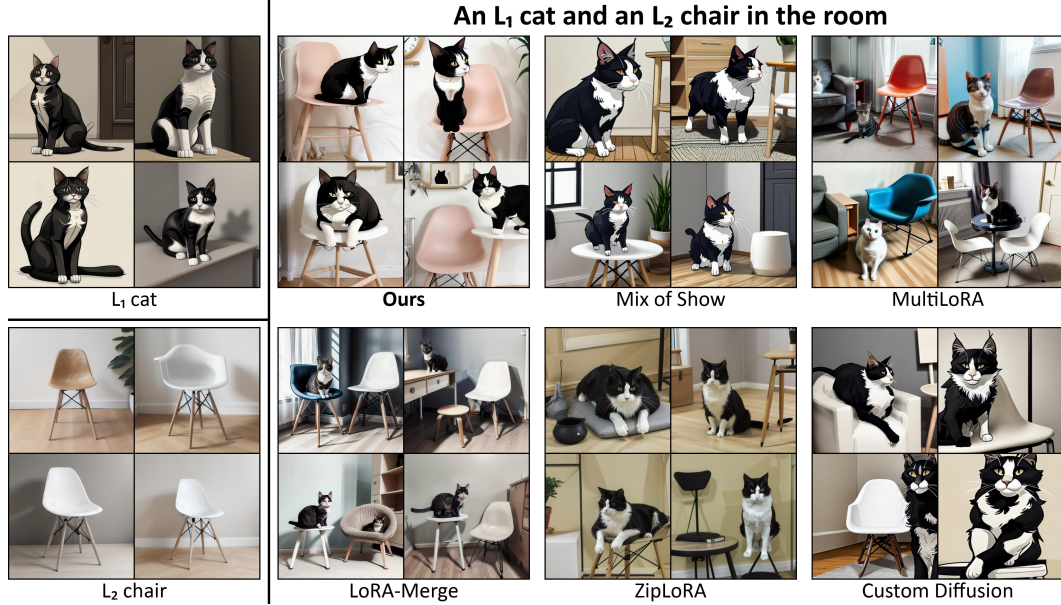 An L₁ cat and an L₂ chair in the room
L₁ cat
Ours
Mix of Show
MultiLoRA
L₂ chair
LoRA-Merge
ZipLoRA
Custom Diffusion